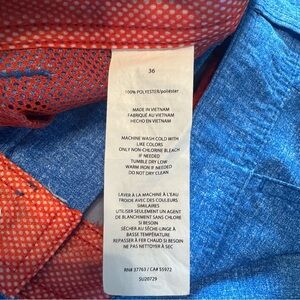 36
100% POLYESTER/poliéster
MADE IN VIETNAM
FABRIQUÉ AU VIETNAM
HECHO EN VIETNAM
MACHINE WASH COLD WITH
LIKE COLORS
ONLY NON-CHLORINE BLEACH
IF NEEDED
TUMBLE DRY LOW
WARM IRON IF NEEDED
DO NOT DRY CLEAN
LAVER À LA MACHINE À L'EAU
FROIDE AVEC DES COULEURS
SIMILAIRES
UTILISER SEULEMENT UN AGENT
DE BLANCHIMENT SANS CHLORE SI
BESOIN
SÉCHER AU SÈCHE-LINGE À
BASSE TEMPÉRATURE
REPASSER À FER CHAUD SI BESOIN
NE PAS NETTOYER À SEC
RN# 37763 / CA# 55972
SU20729